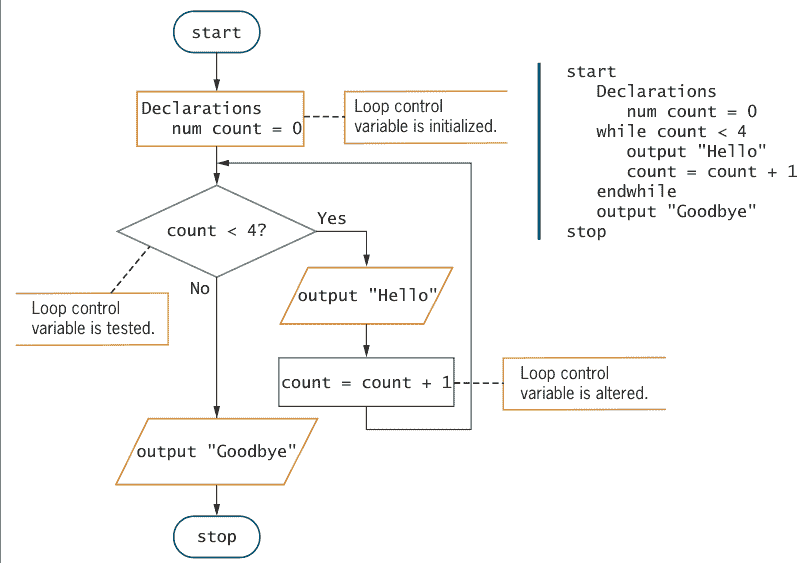 start
Declarations
num count = 0
Loop control
variable is initialized.
count < 4?
Yes
No
Loop control
variable is tested.
output "Hello"
count = count + 1
Loop control
variable is altered.
output "Goodbye"
stop
start
Declarations
num count = 0
while count < 4
output "Hello"
count = count + 1
endwhile
output "Goodbye"
stop